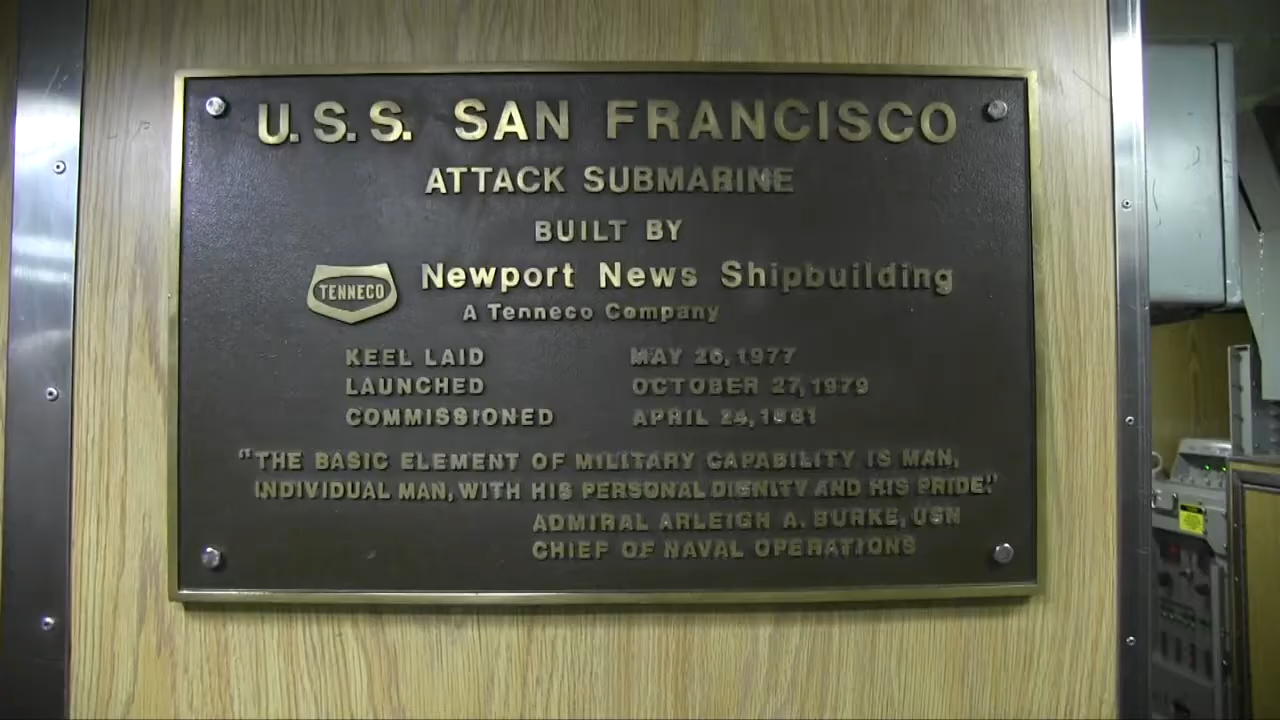 U.S.S. SAN FRANCISCO
ATTACK SUBMARINE
BUILT BY
TENNECO Newport News Shipbuilding
A Tenneco Company
KEEL LAID MAY 26, 1977
LAUNCHED OCTOBER 27, 1979
COMMISSIONED APRIL 24, 1981
"THE BASIC ELEMENT OF MILITARY CAPABILITY IS MAN,
INDIVIDUAL MAN, WITH HIS PERSONAL DIGNITY AND HIS PRIDE."
ADMIRAL ARLEIGH A. BURKE, USN
CHIEF OF NAVAL OPERATIONS